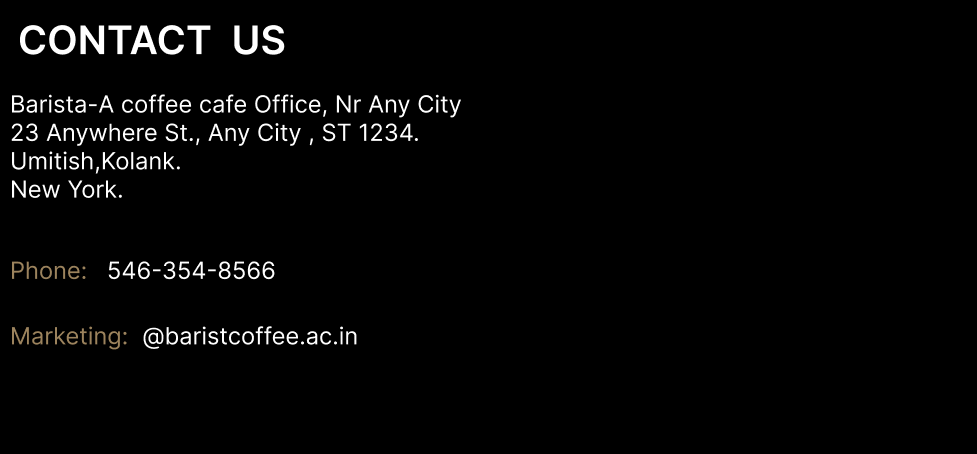 CONTACT US
Barista-A coffee cafe Office, Nr Any City
23 Anywhere St., Any City , ST 1234.
Umitish,Kolank.
New York.
Phone: 546-354-8566
Marketing: @baristcoffee.ac.in